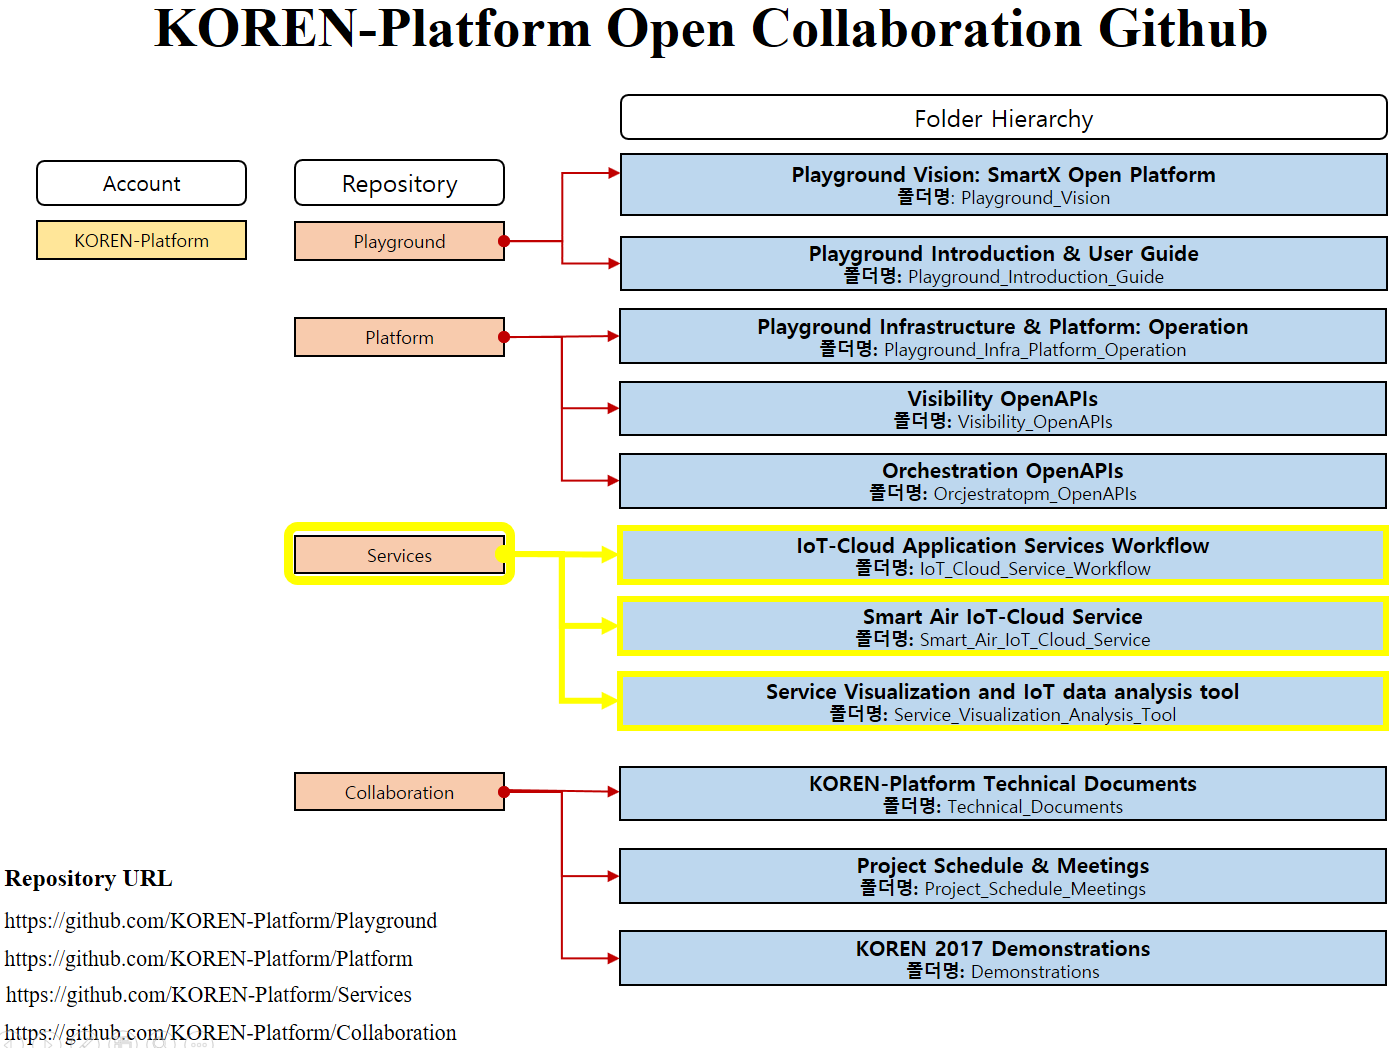 KOREN-Platform Open Collaboration Github
Folder Hierarchy
Account
Repository
KOREN-Platform
Playground
Playground Vision: SmartX Open Platform
폴더명: Playground_Vision
Playground Introduction & User Guide
폴더명: Playground_Introduction_Guide
Platform
Playground Infrastructure & Platform: Operation
폴더명: Playground_Infra_Platform_Operation
Visibility OpenAPIs
폴더명: Visibility_OpenAPIs
Orchestration OpenAPIs
폴더명: Orcjestratopm_OpenAPIs
Services
IoT-Cloud Application Services Workflow
폴더명: IoT_Cloud_Service_Workflow
Smart Air IoT-Cloud Service
폴더명: Smart_Air_IoT_Cloud_Service
Service Visualization and IoT data analysis tool
폴더명: Service_Visualization_Analysis_Tool
Collaboration
KOREN-Platform Technical Documents
폴더명: Technical_Documents
Project Schedule & Meetings
폴더명: Project_Schedule_Meetings
KOREN 2017 Demonstrations
폴더명: Demonstrations
Repository URL
https://github.com/KOREN-Platform/Playground
https://github.com/KOREN-Platform/Platform
https://github.com/KOREN-Platform/Services
https://github.com/KOREN-Platform/Collaboration